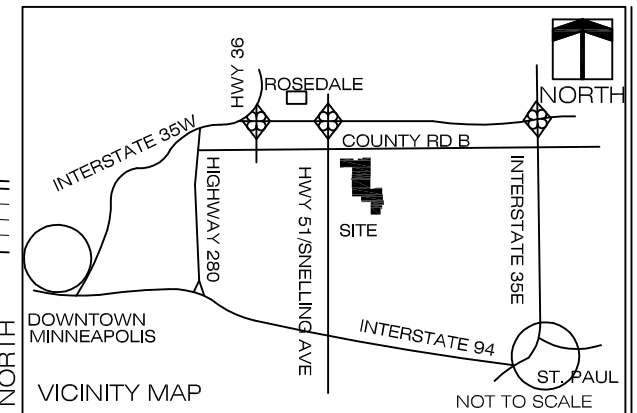 HWY 36
ROSEDALE
NORTH
INTERSTATE 35W
COUNTY RD B
HIGHWAY 280
HWY 51/SNELLING AVE
SITE
INTERSTATE 35E
DOWNTOWN
MINNEAPOLIS
INTERSTATE 94
ST. PAUL
VICINITY MAP
NOT TO SCALE
NORTH